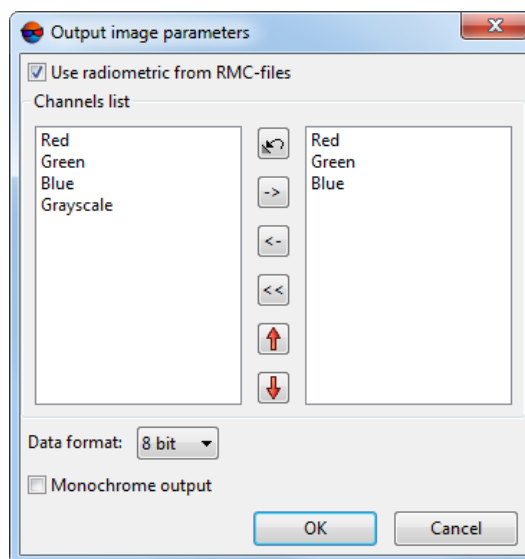 Output image parameters
Use radiometric from RMC-files
Channels list
Red
Green
Blue
Grayscale
->
<-
<<
Red
Green
Blue
Data format: 8 bit
Monochrome output
OK Cancel